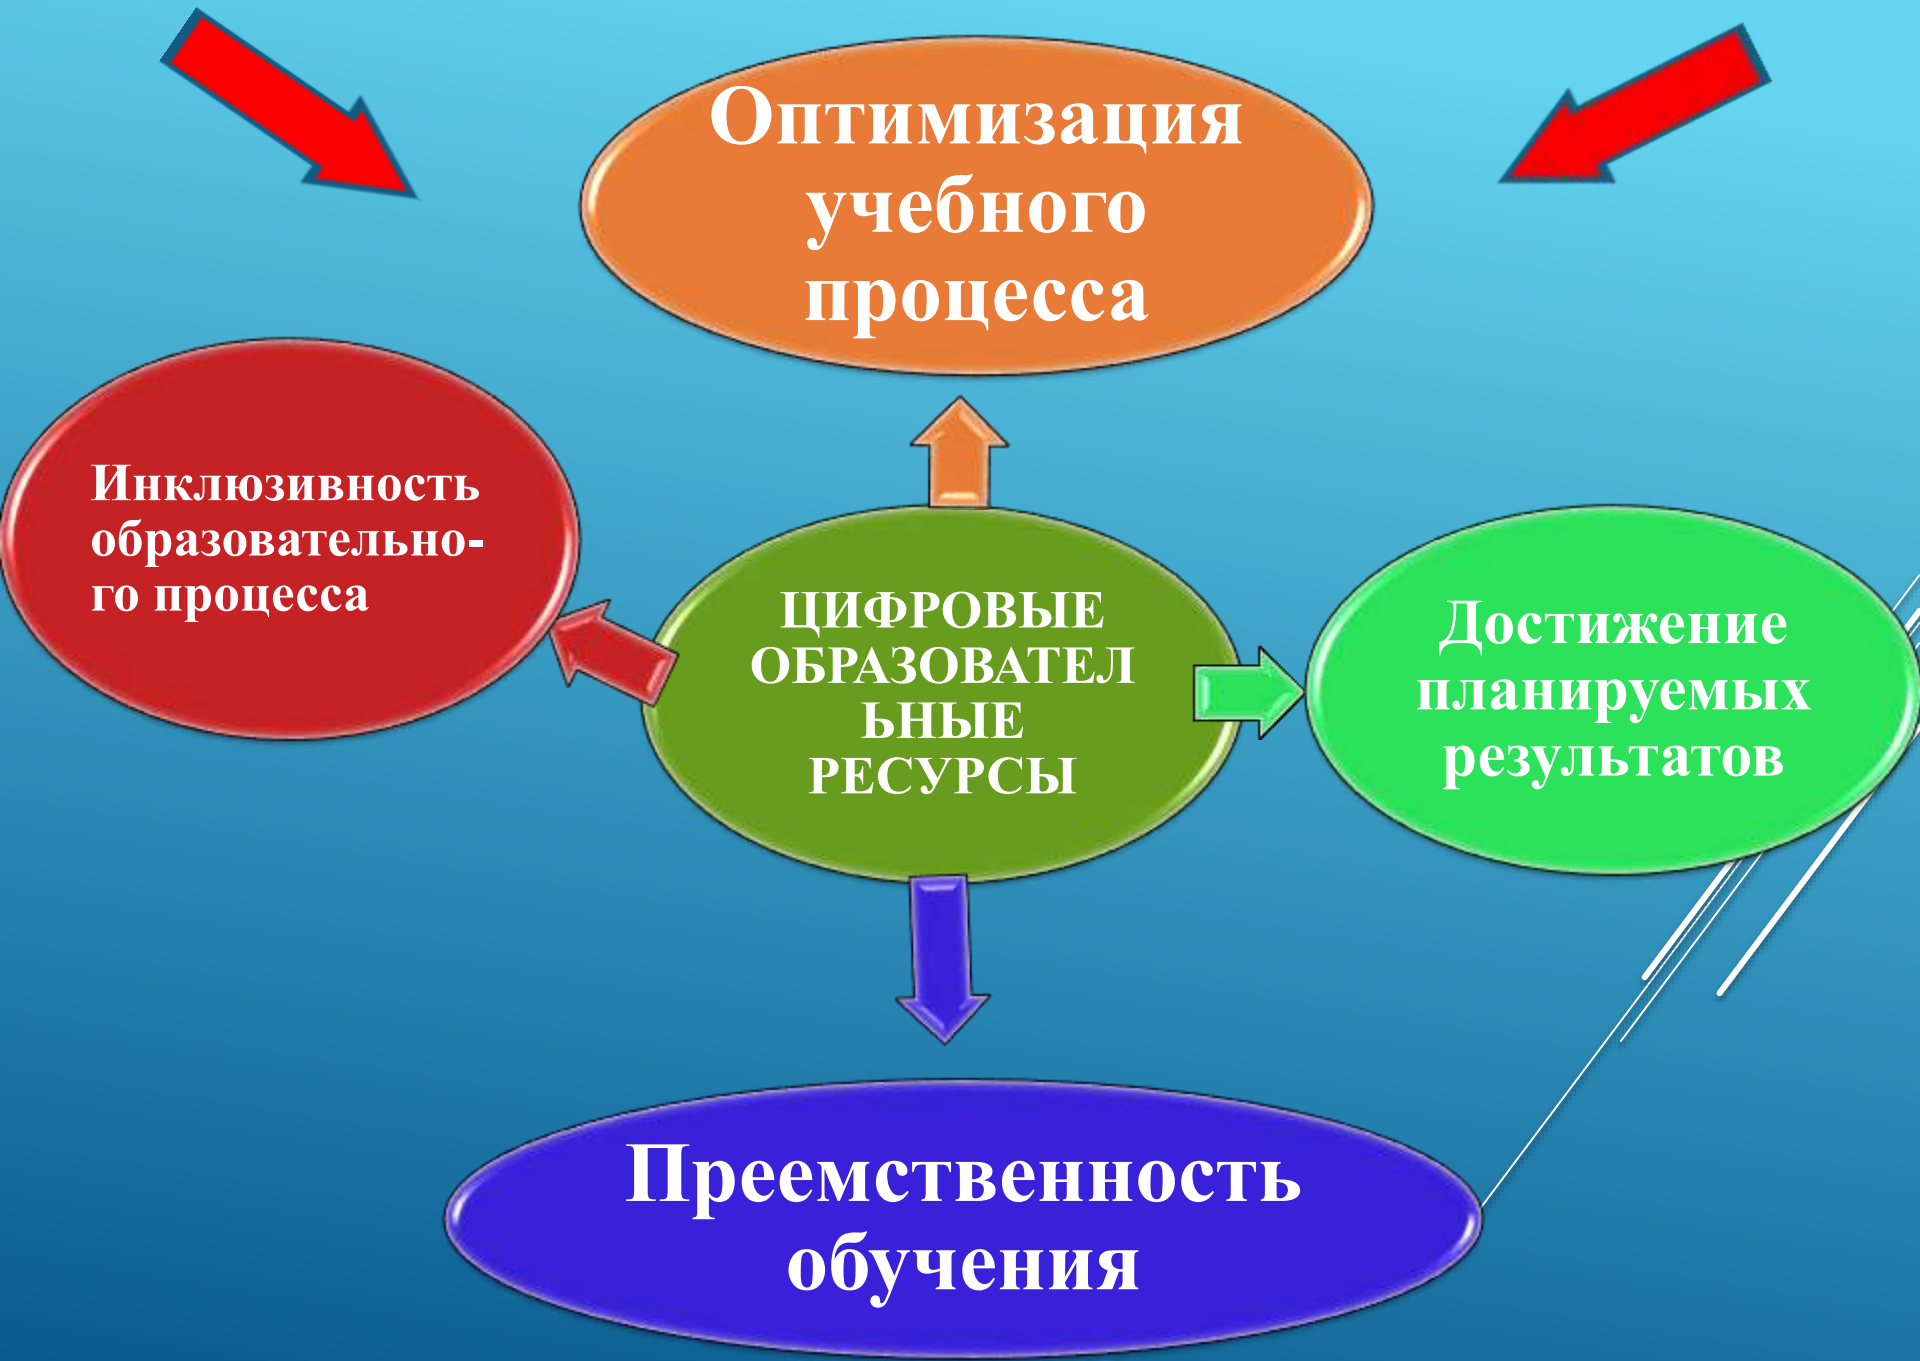 Оптимизация
учебного
процесса
Инклюзивность
образовательно-
го процесса
ЦИФРОВЫЕ
ОБРАЗОВАТЕЛ
ЬНЫЕ
РЕСУРСЫ
Достижение
планируемых
результатов
Преемственность
обучения